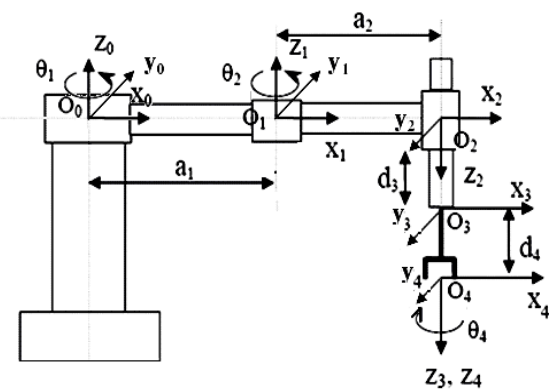 a₂
z₀
z₁
θ₁
y₀
θ₂
y₁
O₀
x₀
O₁
x₁
y₂
x₂
O₂
a₁
d₃
z₂
x₃
y₃
O₃
d₄
y₄
O₄
x₄
θ₄
z₃, z₄